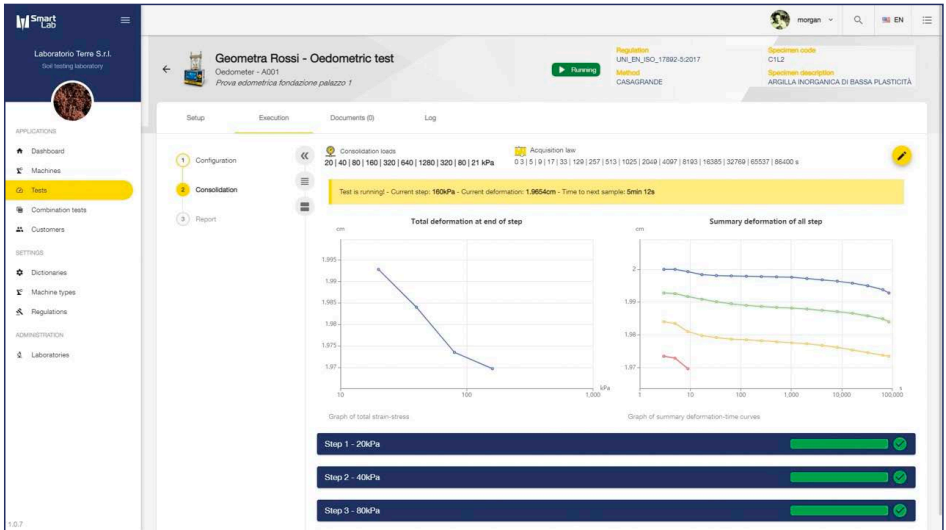 Smart
Lab
morgan
EN
Laboratorio Terre S.r.l.
Soil testing laboratory
Geometra Rossi - Oedometric test
Oedometer - A001
Prova edometrica fondazione palazzo 1
Running
Regulation
UNI_EN_ISO_17892-5:2017
Method
CASAGRANDE
Specimen code
C1L2
Specimen description
ARGILLA INORGANICA DI BASSA PLASTICITÀ
Setup
Execution
Documents (0)
Log
APPLICATIONS
Dashboard
Machines
Tests
Combination tests
Customers
SETTINGS
Dictionaries
Machine types
Regulations
ADMINISTRATION
Laboratories
1.0.7
1 Configuration
2 Consolidation
3 Report
Consolidation loads
20 | 40 | 80 | 160 | 320 | 640 | 1280 | 320 | 80 | 21 kPa
Acquisition law
0 3 | 5 | 9 | 17 | 33 | 129 | 257 | 513 | 1025 | 2049 | 4097 | 8193 | 16385 | 32769 | 65537 | 86400 s
Test is running! - Current step: 160kPa - Current deformation: 1.9654cm - Time to next sample: 5min 12s
Total deformation at end of step
cm
1.995
1.99
1.985
1.98
1.975
1.97
10 100 1,000
kPa
Graph of total strain-stress
Summary deformation of all step
cm
2
1.99
1.98
1.97
1 10 100 1,000 10,000 100,000
s
Graph of summary deformation-time curves
Step 1 - 20kPa
Step 2 - 40kPa
Step 3 - 80kPa